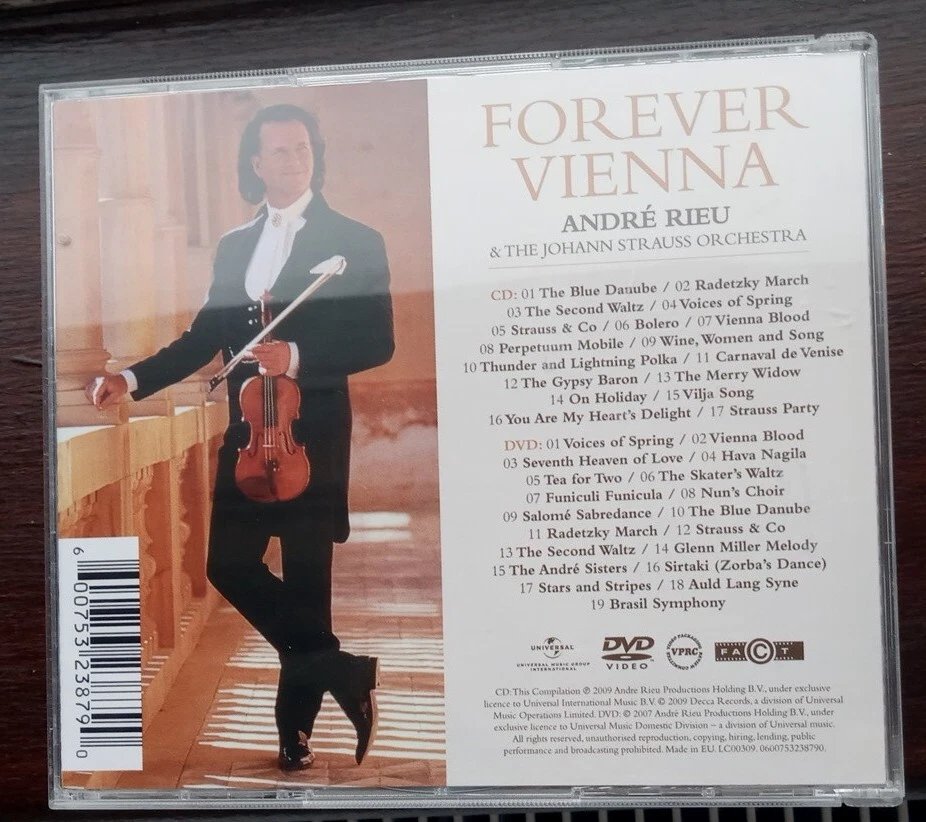 FOREVER
VIENNA
ANDRÉ RIEU
& THE JOHANN STRAUSS ORCHESTRA
CD: 01 The Blue Danube / 02 Radetzky March
03 The Second Waltz / 04 Voices of Spring
05 Strauss & Co / 06 Bolero / 07 Vienna Blood
08 Perpetuum Mobile / 09 Wine, Women and Song
10 Thunder and Lightning Polka / 11 Carnaval de Venise
12 The Gypsy Baron / 13 The Merry Widow
14 On Holiday / 15 Vilja Song
16 You Are My Heart's Delight / 17 Strauss Party
DVD: 01 Voices of Spring / 02 Vienna Blood
03 Seventh Heaven of Love / 04 Hava Nagila
05 Tea for Two / 06 The Skater's Waltz
07 Funiculi Funicula / 08 Nun's Choir
09 Salomé Sabredance / 10 The Blue Danube
11 Radetzky March / 12 Strauss & Co
13 The Second Waltz / 14 Glenn Miller Melody
15 The André Sisters / 16 Sirtaki (Zorba's Dance)
17 Stars and Stripes / 18 Auld Lang Syne
19 Brasil Symphony
UNIVERSAL
UNIVERSAL MUSIC GROUP
INTERNATIONAL
DVD
VIDEO
VPRC
FACT
CD: This Compilation ℗ 2009 Andre Rieu Productions Holding B.V., under exclusive
licence to Universal International Music B.V. © 2009 Decca Records, a division of Universal
Music Operations Limited. DVD: © 2007 André Rieu Productions Holding B.V., under
exclusive licence to Universal Music Domestic Division – a division of Universal music.
All rights reserved, unauthorised reproduction, copying, hiring, lending, public
performance and broadcasting prohibited. Made in EU. LC00309. 0600753238790.
6 00753 23879 0